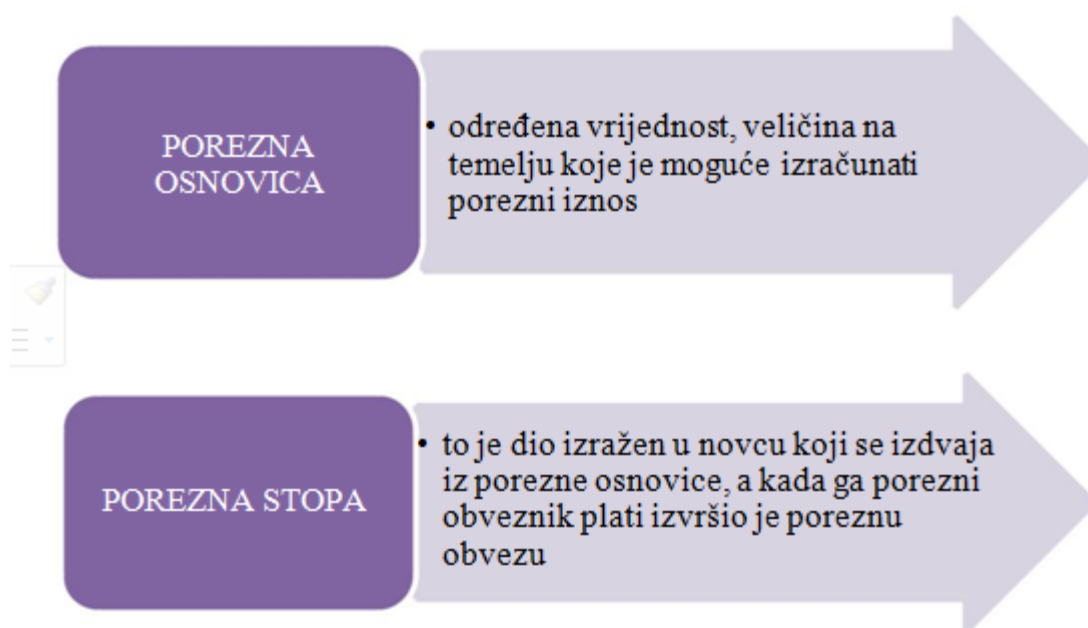 POREZNA
OSNOVICA
• određena vrijednost, veličina na
temelju koje je moguće izračunati
porezni iznos
POREZNA STOPA
• to je dio izražen u novcu koji se izdvaja
iz porezne osnovice, a kada ga porezni
obveznik plati izvršio je poreznu
obvezu